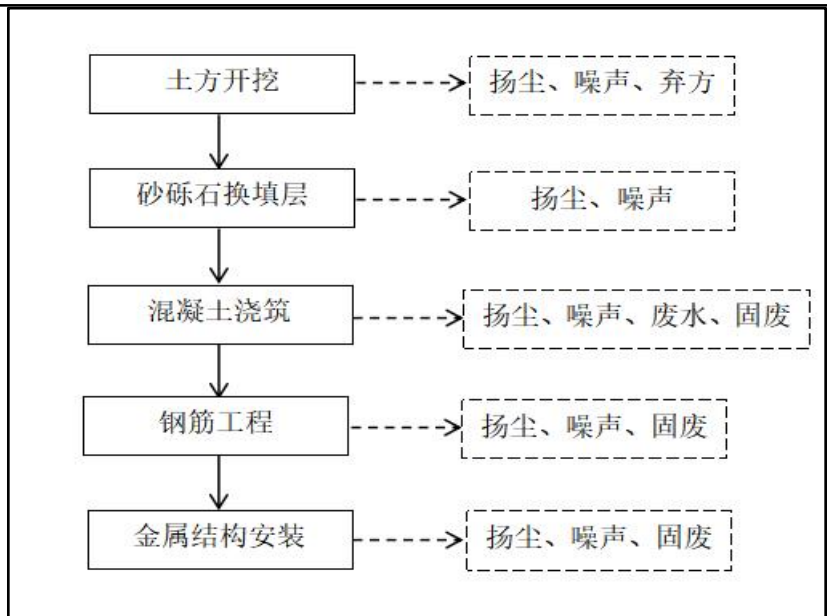 土方开挖
扬尘、噪声、弃方
砂砾石换填层
扬尘、噪声
混凝土浇筑
扬尘、噪声、废水、固废
钢筋工程
扬尘、噪声、固废
金属结构安装
扬尘、噪声、固废